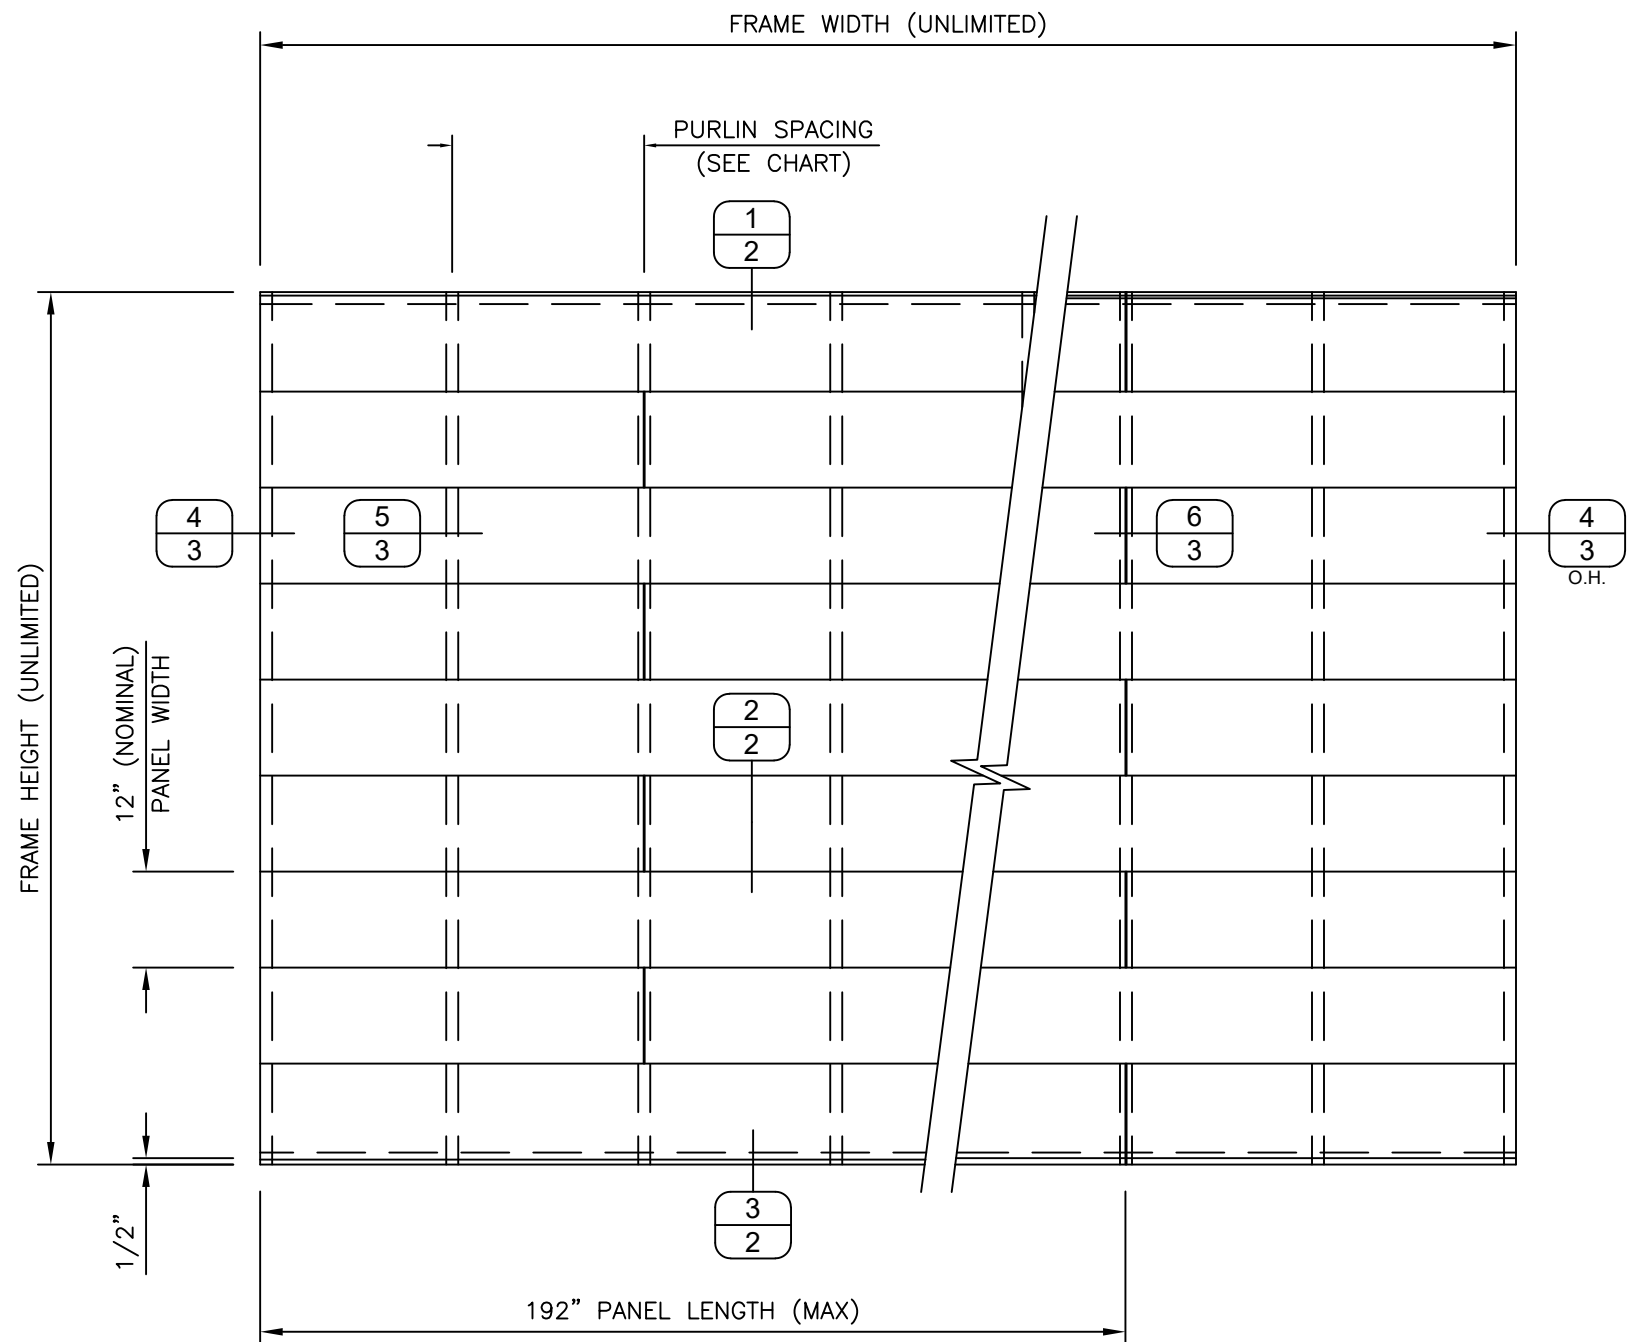 FRAME WIDTH (UNLIMITED)
PURLIN SPACING
(SEE CHART)
1
2
4
3
5
3
6
3
4
3
O.H.
FRAME HEIGHT (UNLIMITED)
12” (NOMINAL)
PANEL WIDTH
2
2
1/2”
3
2
192” PANEL LENGTH (MAX)